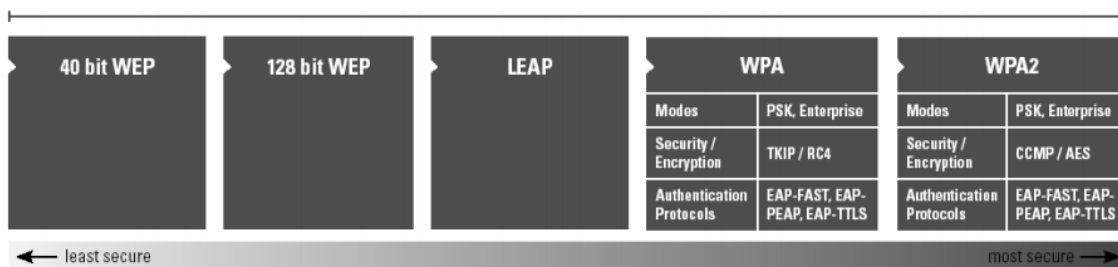 40 bit WEP
128 bit WEP
LEAP
WPA
Modes
PSK, Enterprise
Security /
Encryption
TKIP / RC4
Authentication
Protocols
EAP-FAST, EAP-
PEAP, EAP-TTLS
WPA2
Modes
PSK, Enterprise
Security /
Encryption
CCMP / AES
Authentication
Protocols
EAP-FAST, EAP-
PEAP, EAP-TTLS
least secure
most secure